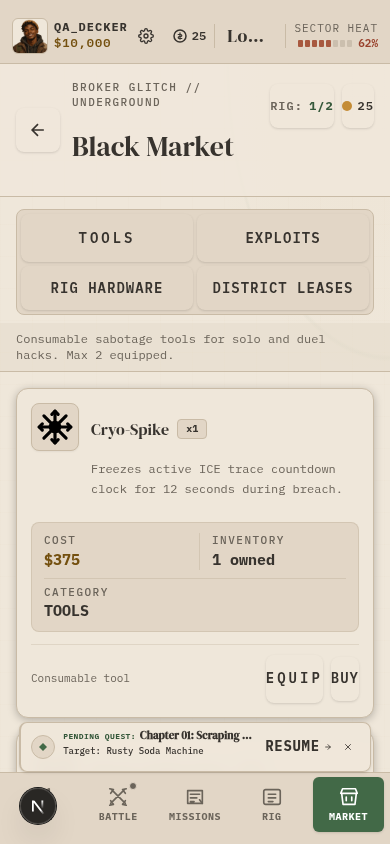 QA_DECKER
$10,000
25
Lo...
SECTOR HEAT
62%
BROKER GLITCH //
UNDERGROUND
Black Market
RIG: 1/2
25
TOOLS
EXPLOITS
RIG HARDWARE
DISTRICT LEASES
Consumable sabotage tools for solo and duel
hacks. Max 2 equipped.
Cryo-Spike
x1
Freezes active ICE trace countdown
clock for 12 seconds during breach.
COST
$375
INVENTORY
1 owned
CATEGORY
TOOLS
Consumable tool
EQUIP
BUY
PENDING QUEST: Chapter 01: Scraping ...
Target: Rusty Soda Machine
RESUME
N
BATTLE
MISSIONS
RIG
MARKET